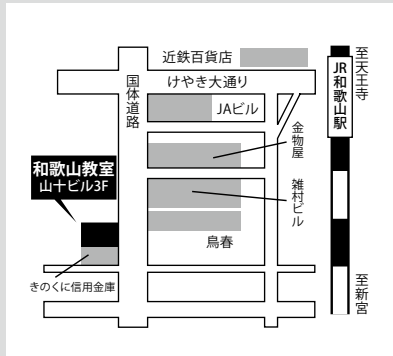 近鉄百貨店
けやき大通り
国体道路
JAビル
JR和歌山駅
至天王寺
金物屋
和歌山教室
山十ビル3F
雑村ビル
鳥春
きのくに信用金庫
至新宮